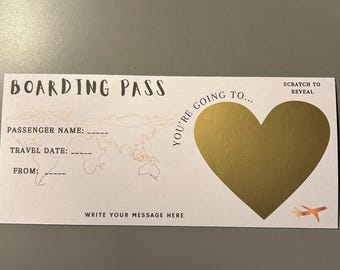 BOARDING PASS
SCRATCH TO
REVEAL
YOU'RE GOING TO...
PASSENGER NAME: _____
TRAVEL DATE: _____
FROM: _____
WRITE YOUR MESSAGE HERE